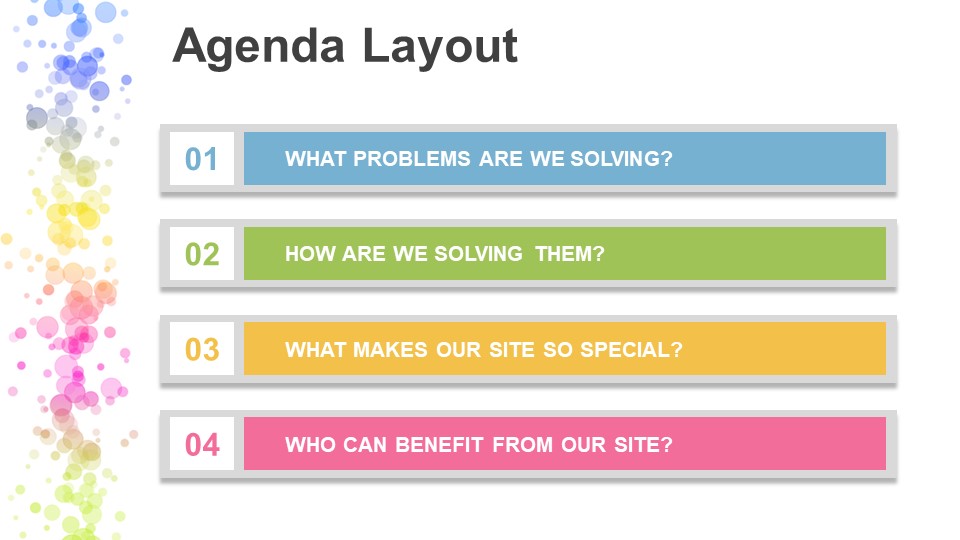 Agenda Layout
01 WHAT PROBLEMS ARE WE SOLVING?
02 HOW ARE WE SOLVING THEM?
03 WHAT MAKES OUR SITE SO SPECIAL?
04 WHO CAN BENEFIT FROM OUR SITE?